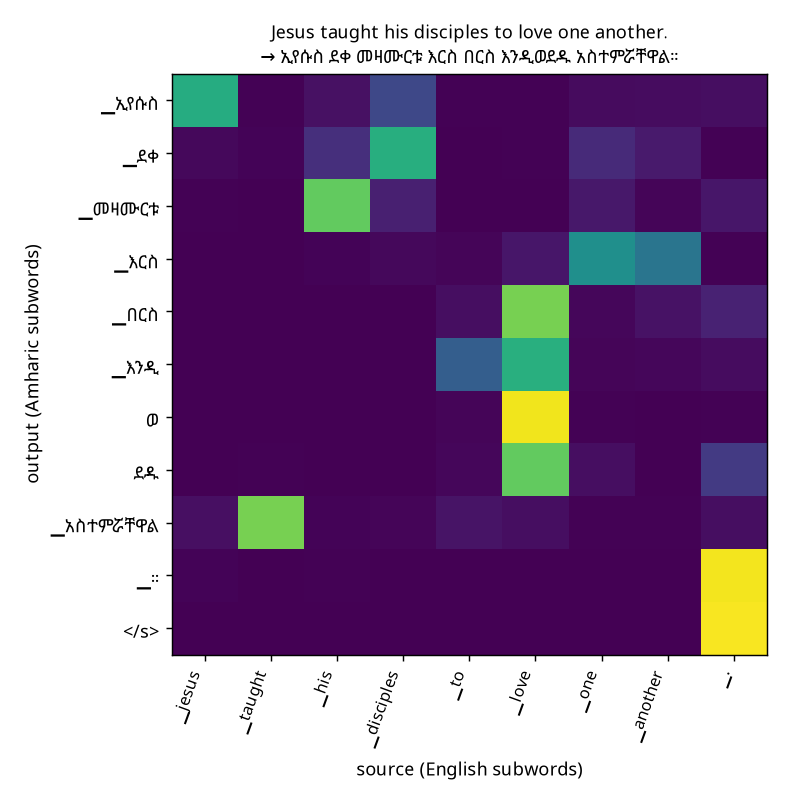 Jesus taught his disciples to love one another.
→ ኢየሱስ ደቀ መዛሙርቱ እርስ በርስ እንዲወደዱ አስተምሯቸዋል።
output (Amharic subwords)
▁ኢየሱስ
▁ደቀ
▁መዛሙርቱ
▁እርስ
▁በርስ
▁እንዲ
ወ
ደዱ
▁አስተምሯቸዋል
▁።
</s>
▁jesus
▁taught
▁his
▁disciples
▁to
▁love
▁one
▁another
▁.
source (English subwords)